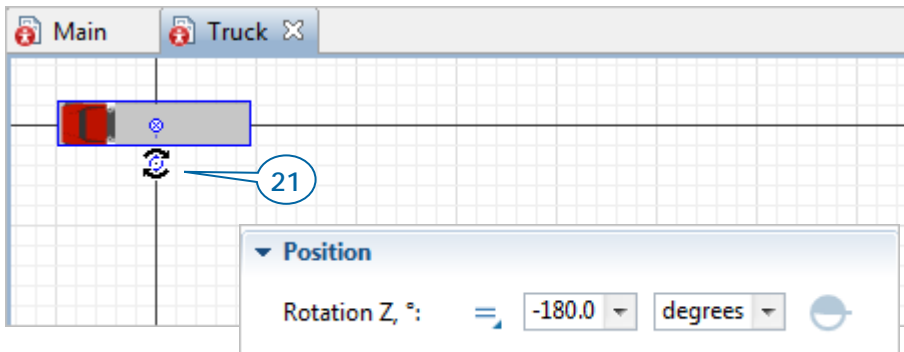 Main Truck
21
Position
Rotation Z, °: -180.0 degrees